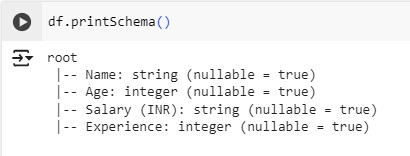 df.printSchema()
root
 |-- Name: string (nullable = true)
 |-- Age: integer (nullable = true)
 |-- Salary (INR): string (nullable = true)
 |-- Experience: integer (nullable = true)